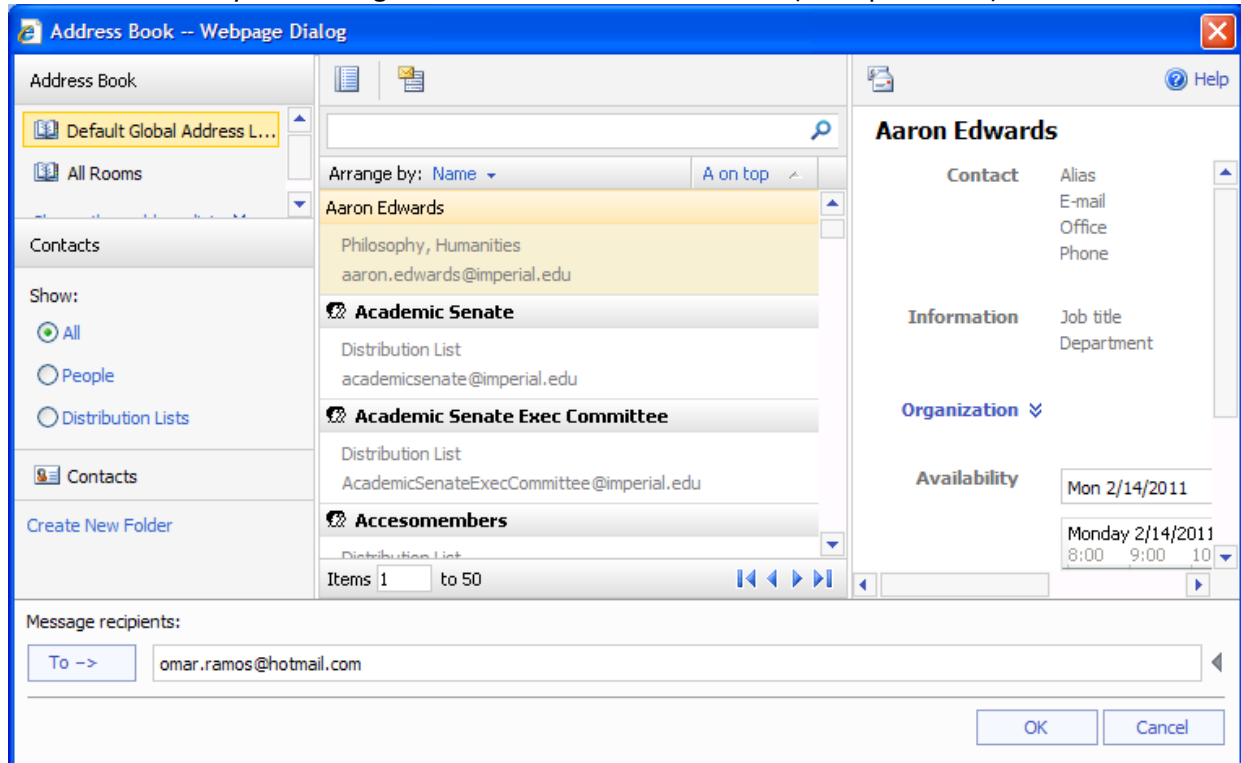 Address Book -- Webpage Dialog
Address Book
Default Global Address L...
All Rooms
Contacts
Show:
All
People
Distribution Lists
Contacts
Create New Folder
Arrange by: Name
A on top
Aaron Edwards
Philosophy, Humanities
aaron.edwards@imperial.edu
Academic Senate
Distribution List
academicsenate@imperial.edu
Academic Senate Exec Committee
Distribution List
AcademicSenateExecCommittee@imperial.edu
Accesomembers
Distribution List
Items 1 to 50
Help
Aaron Edwards
Contact Alias
E-mail
Office
Phone
Information Job title
Department
Organization
Availability Mon 2/14/2011
Monday 2/14/2011
8:00 9:00 10
Message recipients:
To -> omar.ramos@hotmail.com
OK Cancel